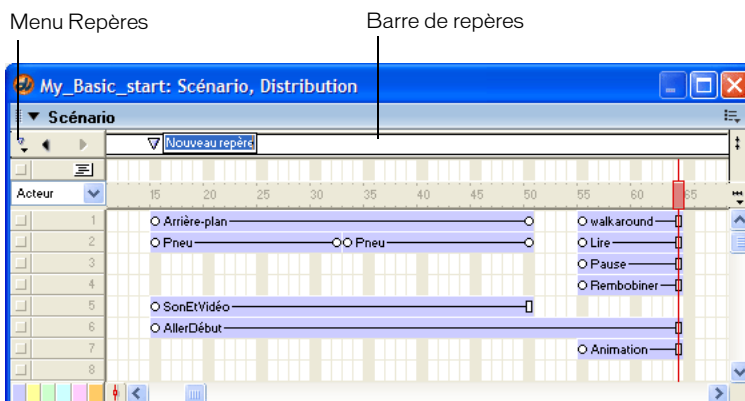 Menu Repères
Barre de repères
My_Basic_start: Scénario, Distribution
Scénario
Nouveau repère
Acteur
15 20 25 30 35 40 45 50 55 60 65
1 Arrière-plan walkaround
2 Pneu Pneu Lire
3 Pause
4 Rembobiner
5 SonEtVidéo
6 AllerDébut
7 Animation
8